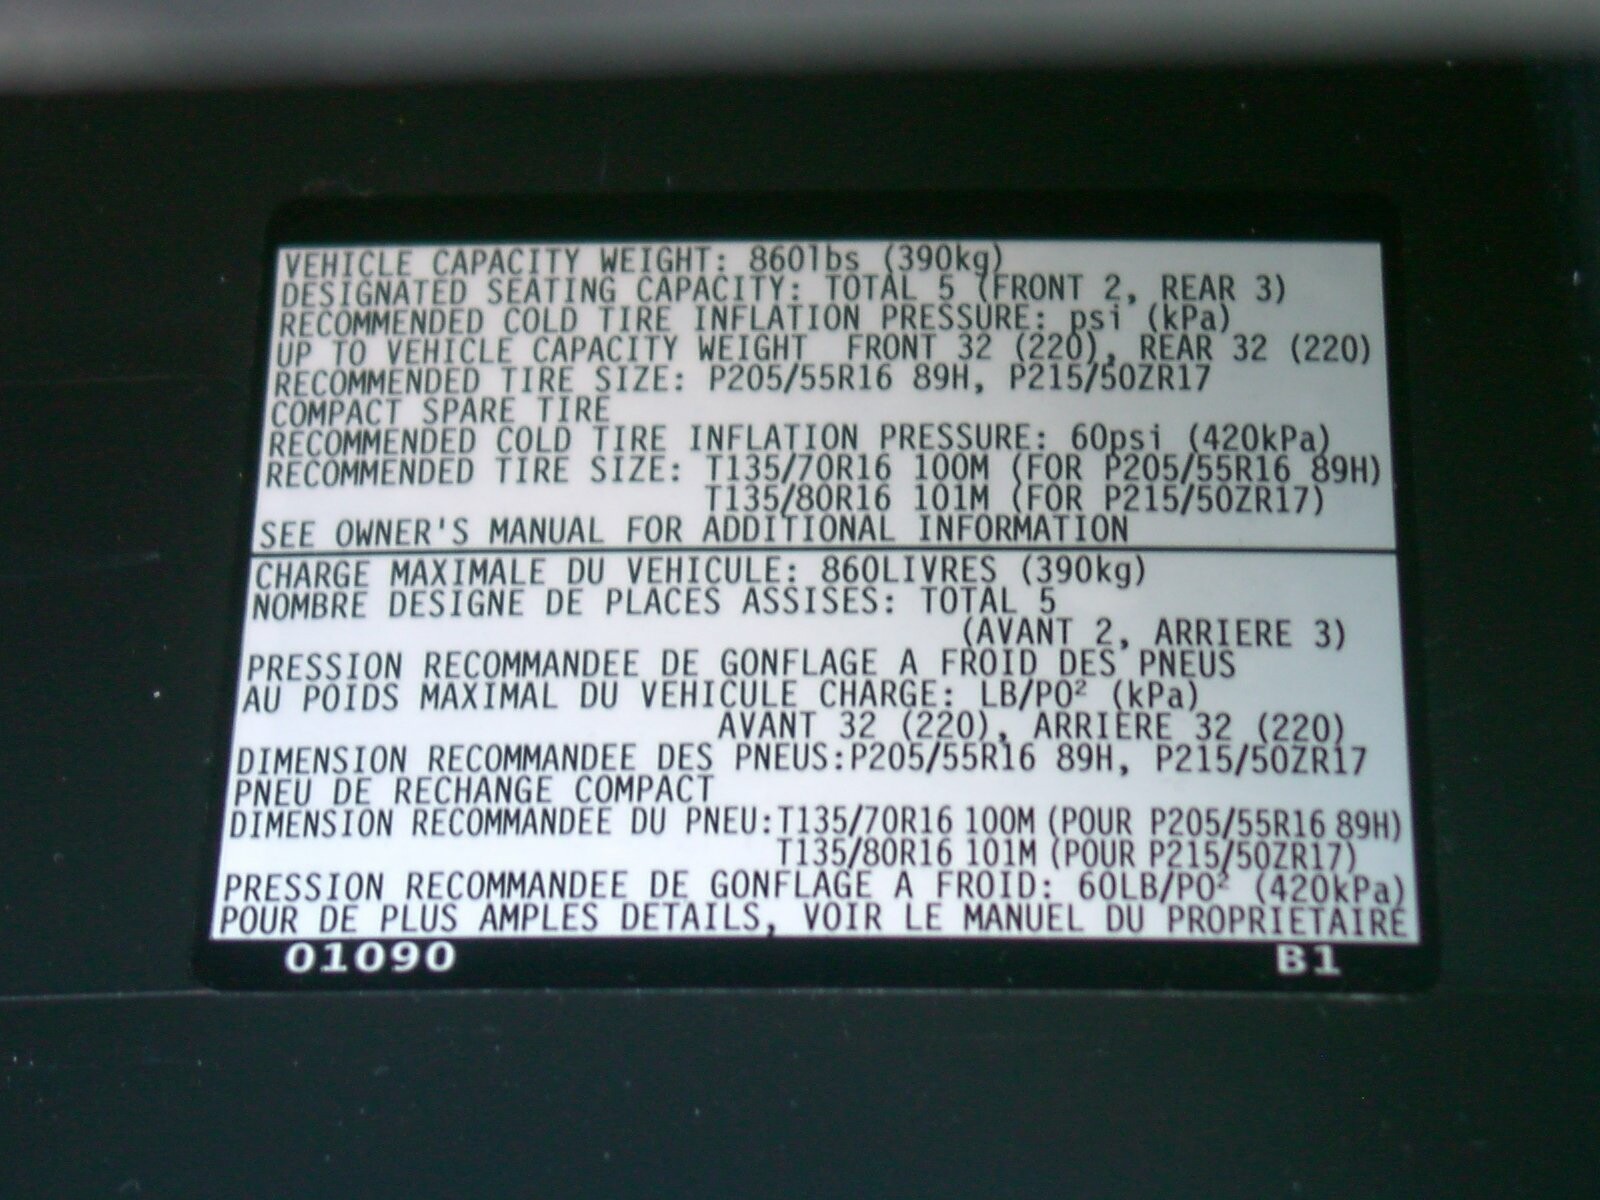 VEHICLE CAPACITY WEIGHT: 860lbs (390kg)
DESIGNATED SEATING CAPACITY: TOTAL 5 (FRONT 2, REAR 3)
RECOMMENDED COLD TIRE INFLATION PRESSURE: psi (kPa)
UP TO VEHICLE CAPACITY WEIGHT FRONT 32 (220), REAR 32 (220)
RECOMMENDED TIRE SIZE: P205/55R16 89H, P215/50ZR17
COMPACT SPARE TIRE
RECOMMENDED COLD TIRE INFLATION PRESSURE: 60psi (420kPa)
RECOMMENDED TIRE SIZE: T135/70R16 100M (FOR P205/55R16 89H)
T135/80R16 101M (FOR P215/50ZR17)
SEE OWNER'S MANUAL FOR ADDITIONAL INFORMATION
CHARGE MAXIMALE DU VEHICULE: 860LIVRES (390kg)
NOMBRE DESIGNE DE PLACES ASSISES: TOTAL 5
(AVANT 2, ARRIERE 3)
PRESSION RECOMMANDEE DE GONFLAGE A FROID DES PNEUS
AU POIDS MAXIMAL DU VEHICULE CHARGE: LB/PO² (kPa)
AVANT 32 (220), ARRIERE 32 (220)
DIMENSION RECOMMANDEE DES PNEUS:P205/55R16 89H, P215/50ZR17
PNEU DE RECHANGE COMPACT
DIMENSION RECOMMANDEE DU PNEU:T135/70R16 100M (POUR P205/55R16 89H)
T135/80R16 101M (POUR P215/50ZR17)
PRESSION RECOMMANDEE DE GONFLAGE A FROID: 60LB/PO² (420kPa)
POUR DE PLUS AMPLES DETAILS, VOIR LE MANUEL DU PROPRIETAIRE
01090 B1